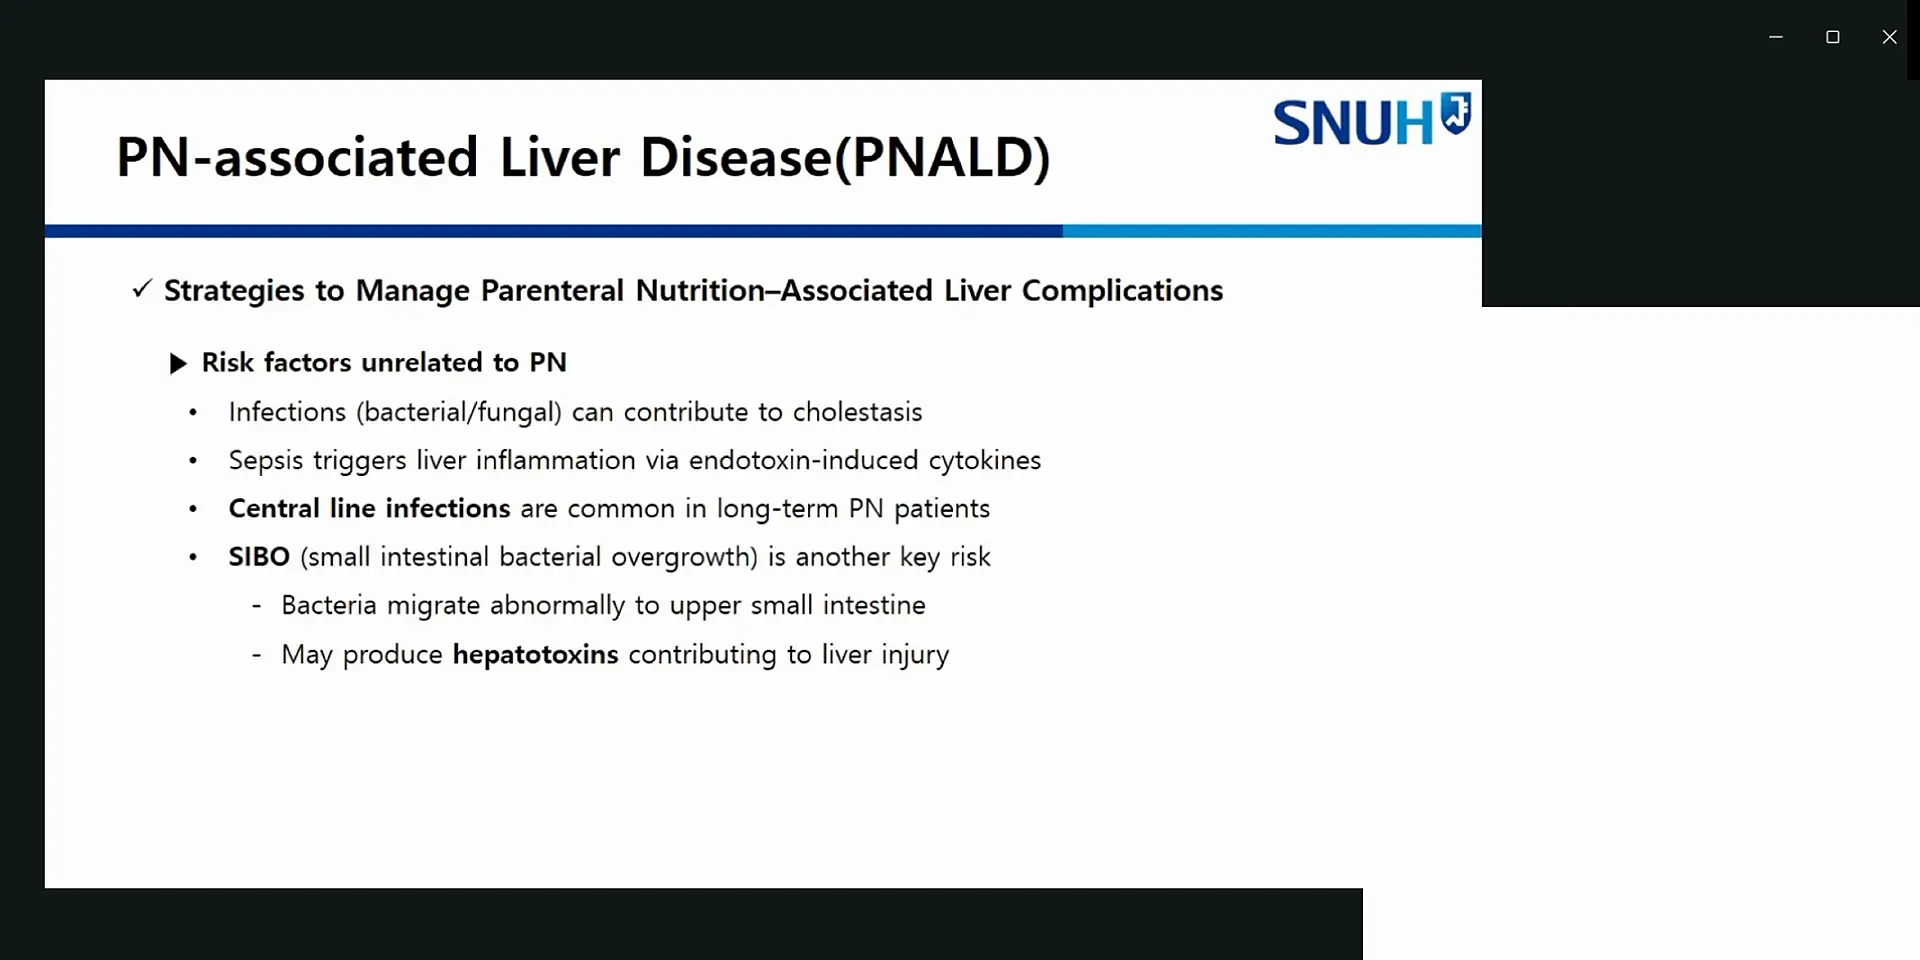 SNUH
PN-associated Liver Disease(PNALD)
✓ Strategies to Manage Parenteral Nutrition–Associated Liver Complications
▶ Risk factors unrelated to PN
• Infections (bacterial/fungal) can contribute to cholestasis
• Sepsis triggers liver inflammation via endotoxin-induced cytokines
• Central line infections are common in long-term PN patients
• SIBO (small intestinal bacterial overgrowth) is another key risk
- Bacteria migrate abnormally to upper small intestine
- May produce hepatotoxins contributing to liver injury